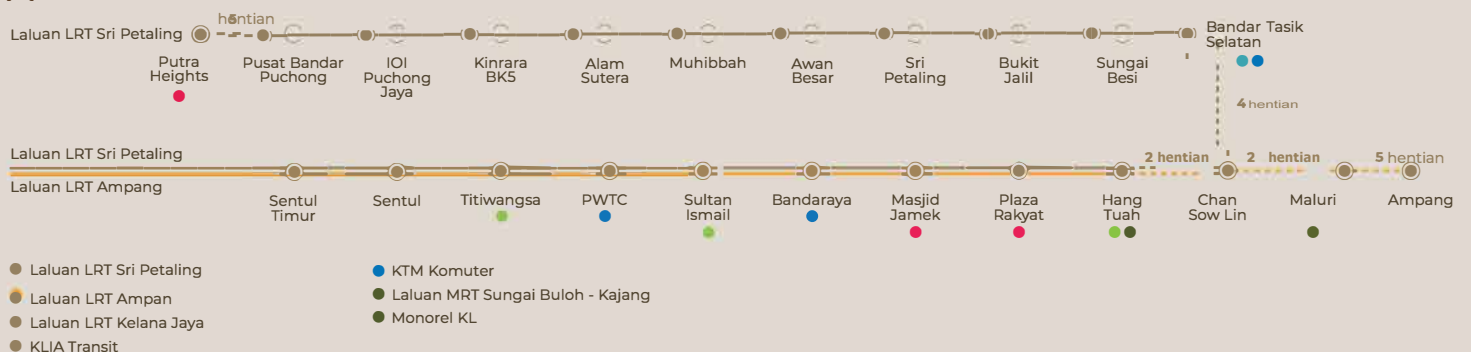 hentian
Laluan LRT Sri Petaling
Bandar Tasik
Selatan
Putra
Heights
Pusat Bandar
Puchong
IOI
Puchong
Jaya
Kinrara
BK5
Alam
Sutera
Muhibbah
Awan
Besar
Sri
Petaling
Bukit
Jalil
Sungai
Besi
4 hentian
Laluan LRT Sri Petaling
Laluan LRT Ampang
2 hentian
2 hentian
5 hentian
Sentul
Timur
Sentul
Titiwangsa
PWTC
Sultan
Ismail
Bandaraya
Masjid
Jamek
Plaza
Rakyat
Hang
Tuah
Chan
Sow Lin
Maluri
Ampang
Laluan LRT Sri Petaling
Laluan LRT Ampan
Laluan LRT Kelana Jaya
KLIA Transit
KTM Komuter
Laluan MRT Sungai Buloh - Kajang
Monorel KL